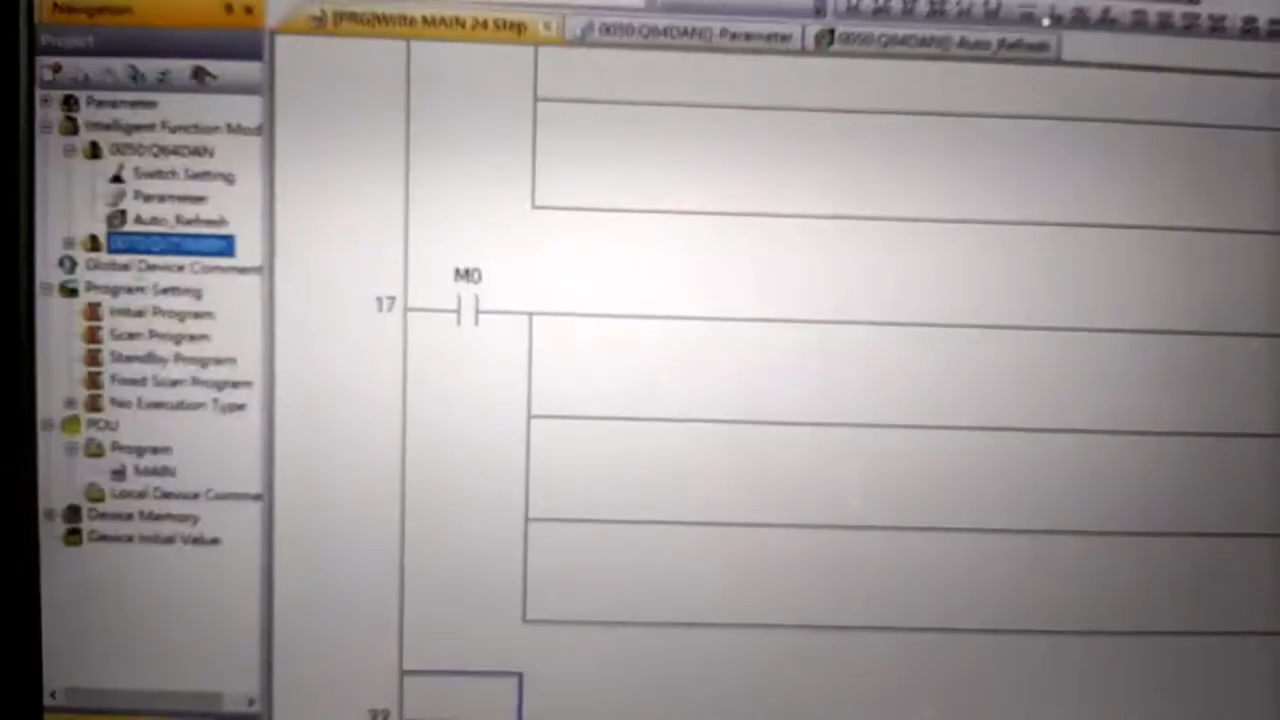 Navigation
Project
[PRG]Write MAIN 24 Step
0050:Q64DAN[]-Parameter
0050:Q64DAN[]-Auto_Refresh
Parameter
Intelligent Function Mod
0050:Q64DAN
Switch Setting
Parameter
Auto_Refresh
Global Device Comment
Program Setting
Initial Program
Scan Program
Standby Program
Fixed Scan Program
No Execution Type
POU
Program
MAIN
Local Device Comme
Device Memory
Device Initial Value
M0
17